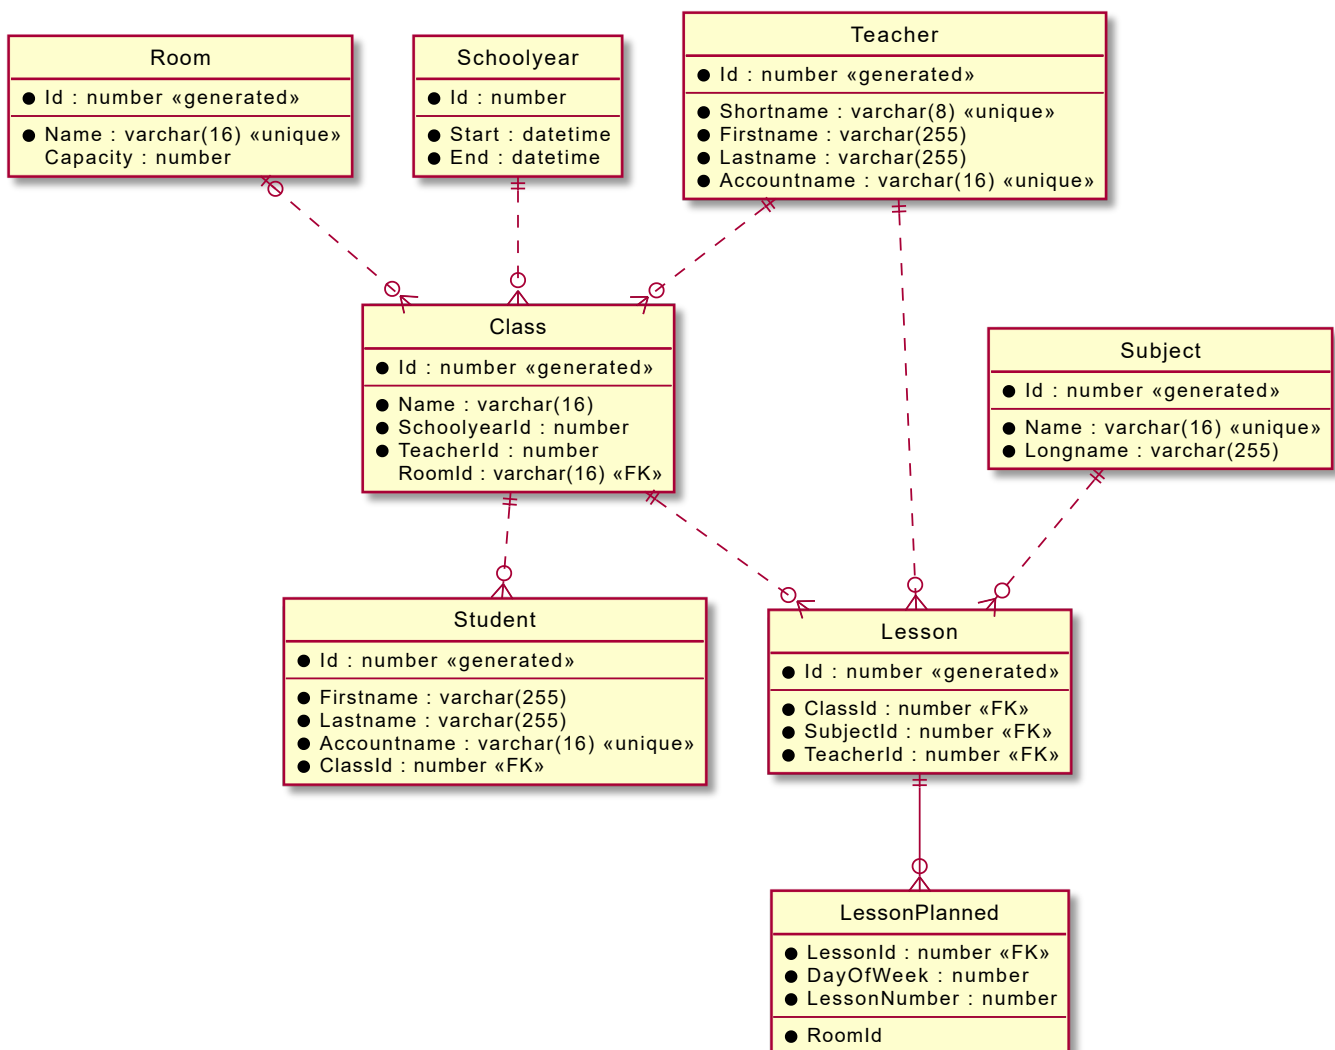 Room
Id : number «generated»
Name : varchar(16) «unique»
Capacity : number
Schoolyear
Id : number
Start : datetime
End : datetime
Teacher
Id : number «generated»
Shortname : varchar(8) «unique»
Firstname : varchar(255)
Lastname : varchar(255)
Accountname : varchar(16) «unique»
Class
Id : number «generated»
Name : varchar(16)
SchoolyearId : number
TeacherId : number
RoomId : varchar(16) «FK»
Subject
Id : number «generated»
Name : varchar(16) «unique»
Longname : varchar(255)
Student
Id : number «generated»
Firstname : varchar(255)
Lastname : varchar(255)
Accountname : varchar(16) «unique»
ClassId : number «FK»
Lesson
Id : number «generated»
ClassId : number «FK»
SubjectId : number «FK»
TeacherId : number «FK»
LessonPlanned
LessonId : number «FK»
DayOfWeek : number
LessonNumber : number
RoomId